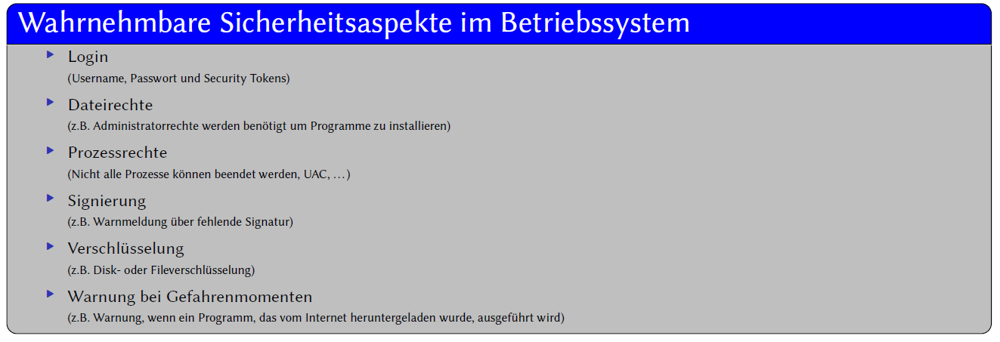 Wahrnehmbare Sicherheitsaspekte im Betriebssystem
Login
(Username, Passwort und Security Tokens)
Dateirechte
(z.B. Administratorrechte werden benötigt um Programme zu installieren)
Prozessrechte
(Nicht alle Prozesse können beendet werden, UAC, …)
Signierung
(z.B. Warnmeldung über fehlende Signatur)
Verschlüsselung
(z.B. Disk- oder Fileverschlüsselung)
Warnung bei Gefahrenmomenten
(z.B. Warnung, wenn ein Programm, das vom Internet heruntergeladen wurde, ausgeführt wird)